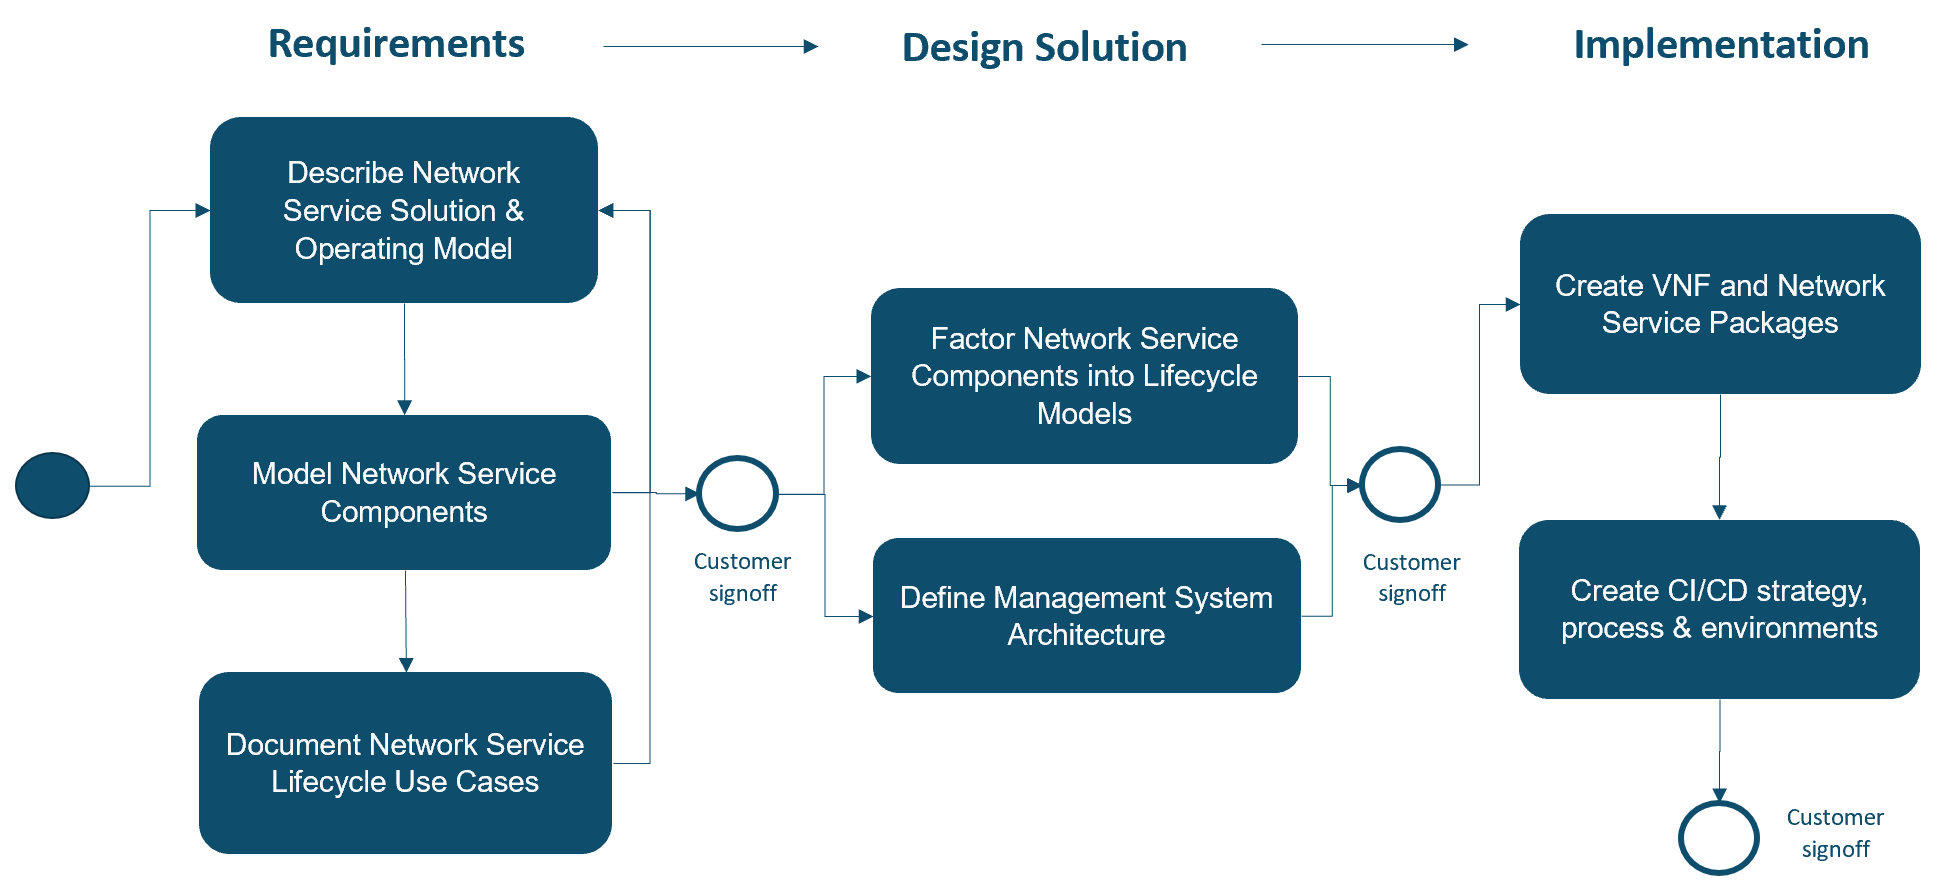 Requirements
Design Solution
Implementation
Describe Network
Service Solution &
Operating Model
Model Network Service
Components
Document Network Service
Lifecycle Use Cases
Customer
signoff
Factor Network Service
Components into Lifecycle
Models
Define Management System
Architecture
Customer
signoff
Create VNF and Network
Service Packages
Create CI/CD strategy,
process & environments
Customer
signoff